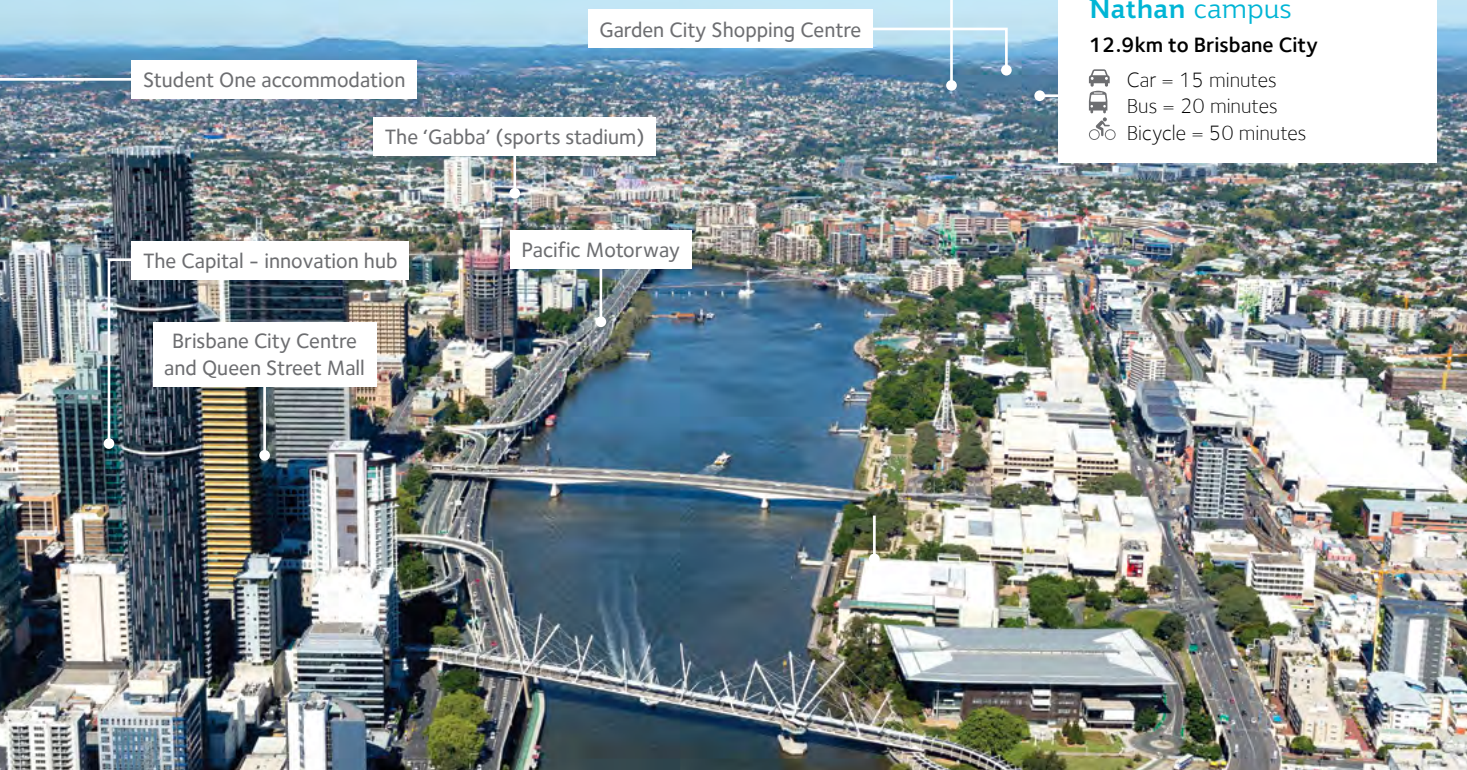 Nathan campus
12.9km to Brisbane City
Car = 15 minutes
Bus = 20 minutes
Bicycle = 50 minutes
Garden City Shopping Centre
Student One accommodation
The ‘Gabba’ (sports stadium)
Pacific Motorway
The Capital - innovation hub
Brisbane City Centre
and Queen Street Mall